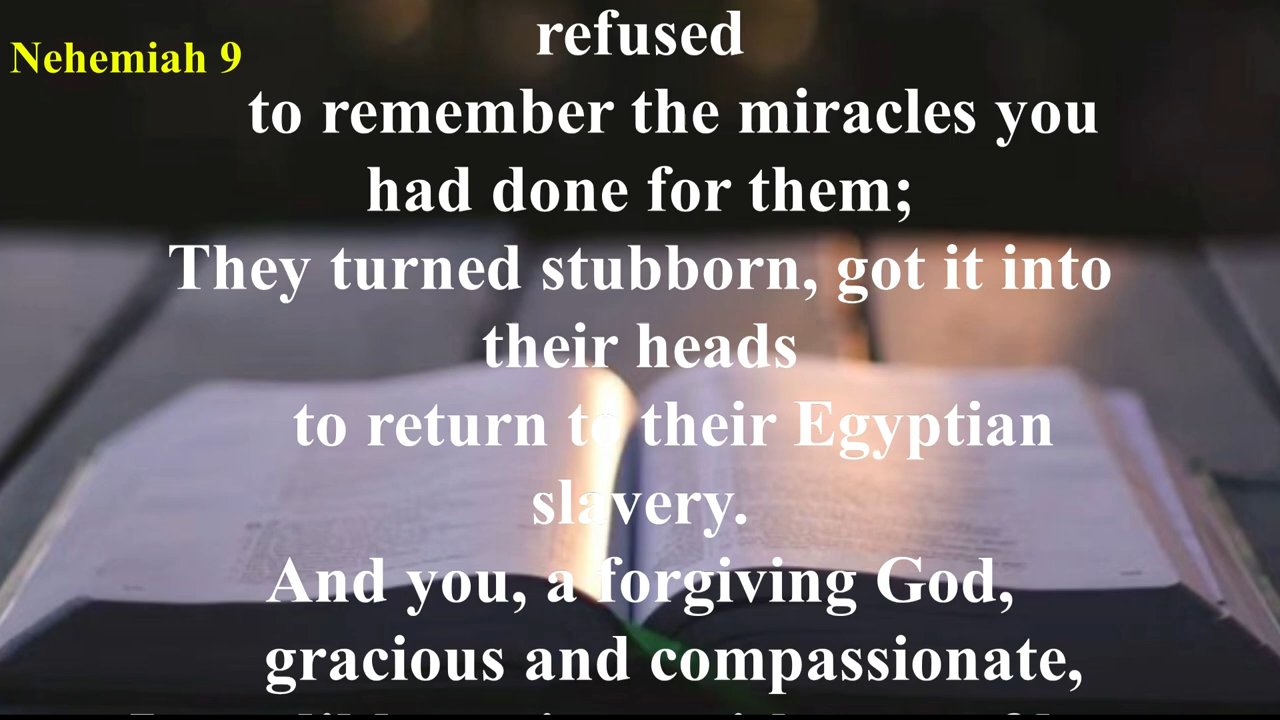 refused
Nehemiah 9
to remember the miracles you
had done for them;
They turned stubborn, got it into
their heads
to return to their Egyptian
slavery.
And you, a forgiving God,
gracious and compassionate,